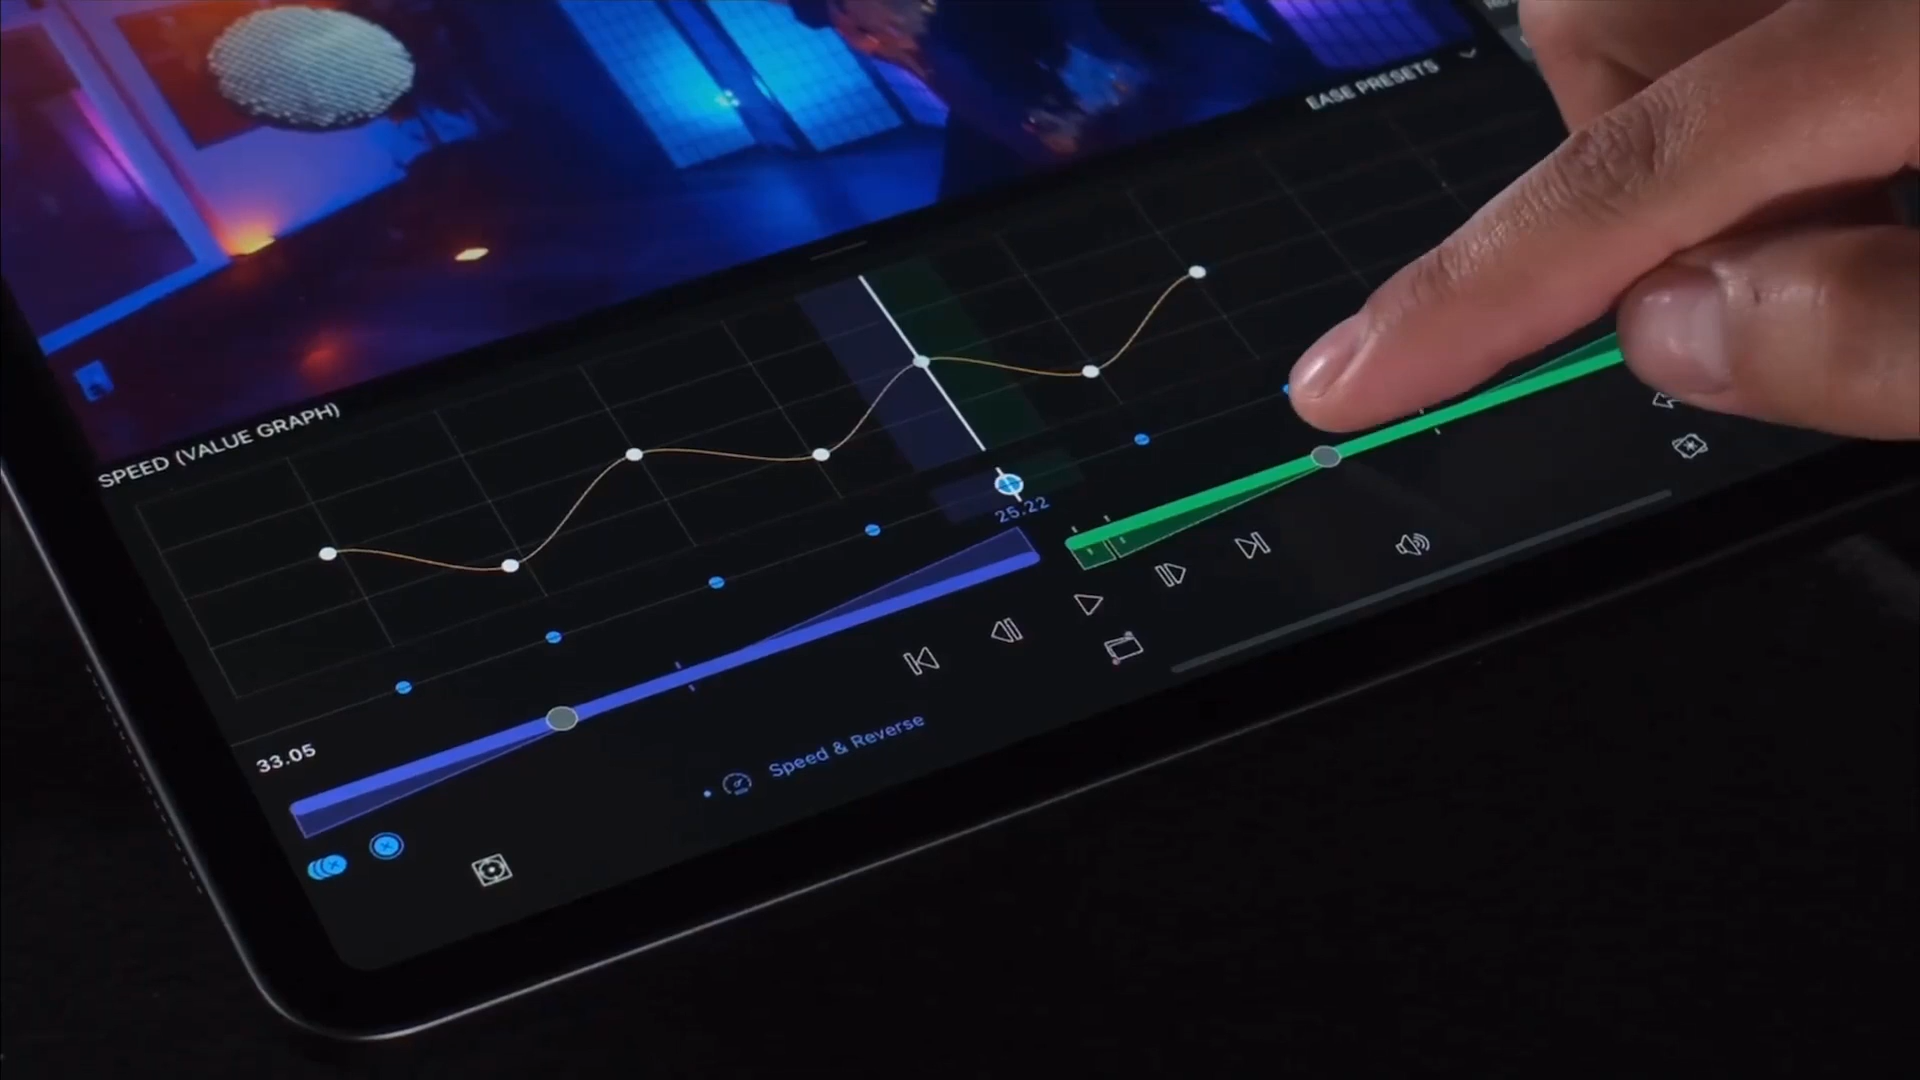 EASE PRESETS
SPEED (VALUE GRAPH)
25.22
33.05
Speed & Reverse